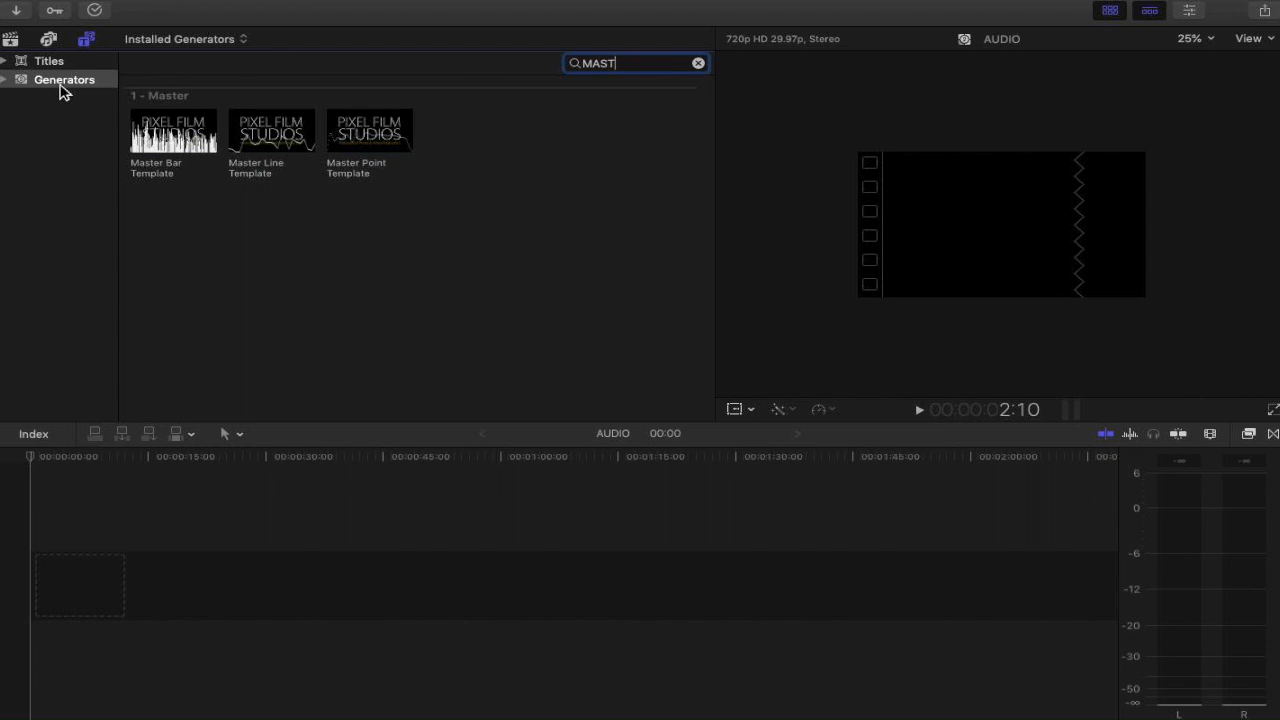 Installed Generators
720p HD 29.97p, Stereo
AUDIO
25%
View
Titles
Generators
MAST
1 - Master
PIXEL FILM STUDIOS
PIXEL FILM STUDIOS
PIXEL FILM STUDIOS
Master Bar Template
Master Line Template
Master Point Template
00:00:00:02:10
Index
AUDIO
00:00
00:00:00:00
00:00:15:00
00:00:30:00
00:00:45:00
00:01:00:00
00:01:15:00
00:01:30:00
00:01:45:00
00:02:00:00
00:0
6
0
-6
-12
-20
-30
-50
-∞
-∞
-∞
L
R